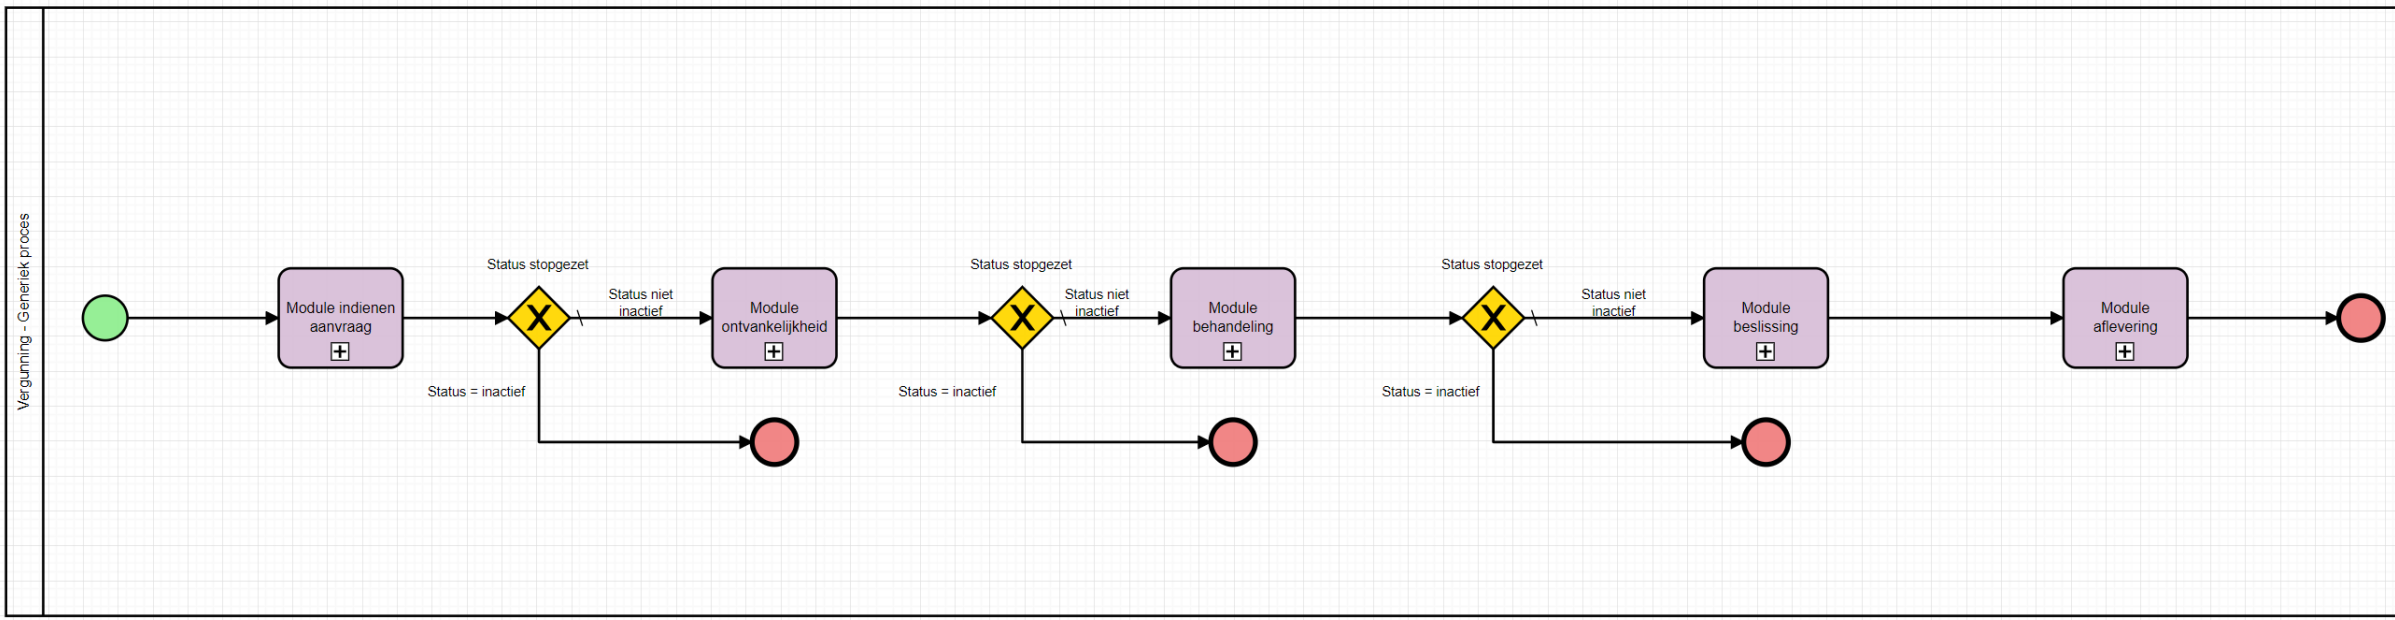 Vergunning - Generiek proces
Module indienen
aanvraag
Status stopgezet
Status niet
inactief
Status = inactief
Module
ontvankelijkheid
Status stopgezet
Status niet
inactief
Status = inactief
Module
behandeling
Status stopgezet
Status niet
inactief
Status = inactief
Module
beslissing
Module
aflevering